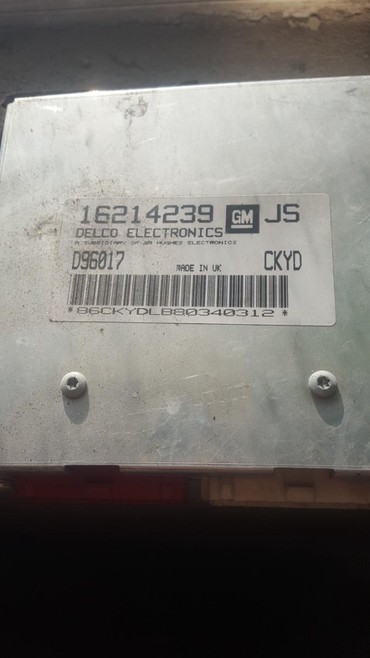 16214239 GM JS
DELCO ELECTRONICS
A SUBSIDIARY OF GM HUGHES ELECTRONICS
D96017 MADE IN UK CKYD
*86CKYDLB80340312*